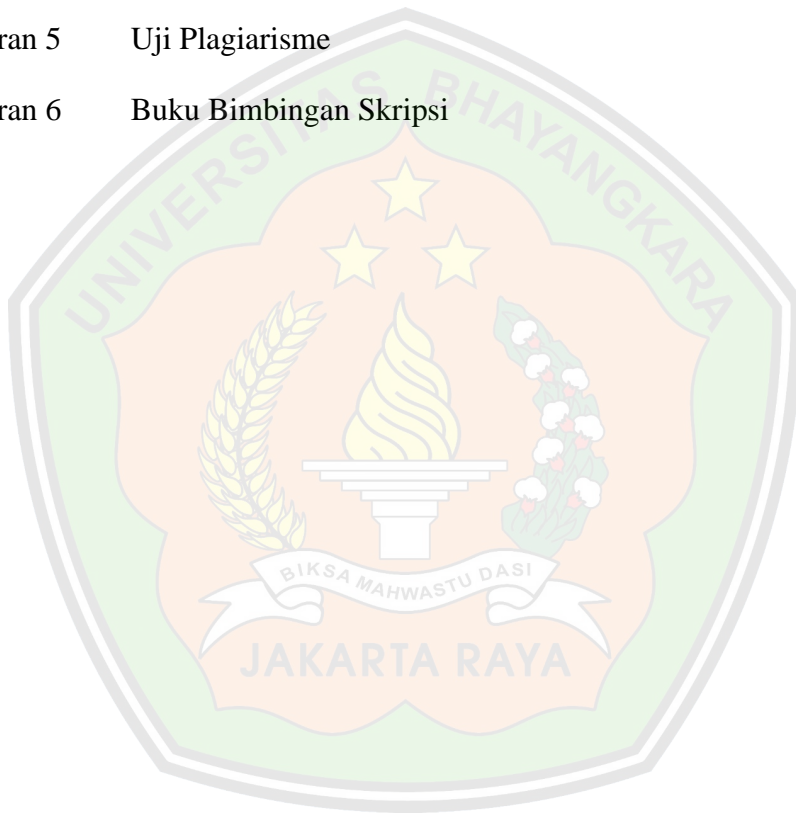 ran 5 Uji Plagiarisme
ran 6 Buku Bimbingan Skripsi
UNIVERSITAS BHAYANGKARA
BIKSA MAHWASTU DASI
JAKARTA RAYA